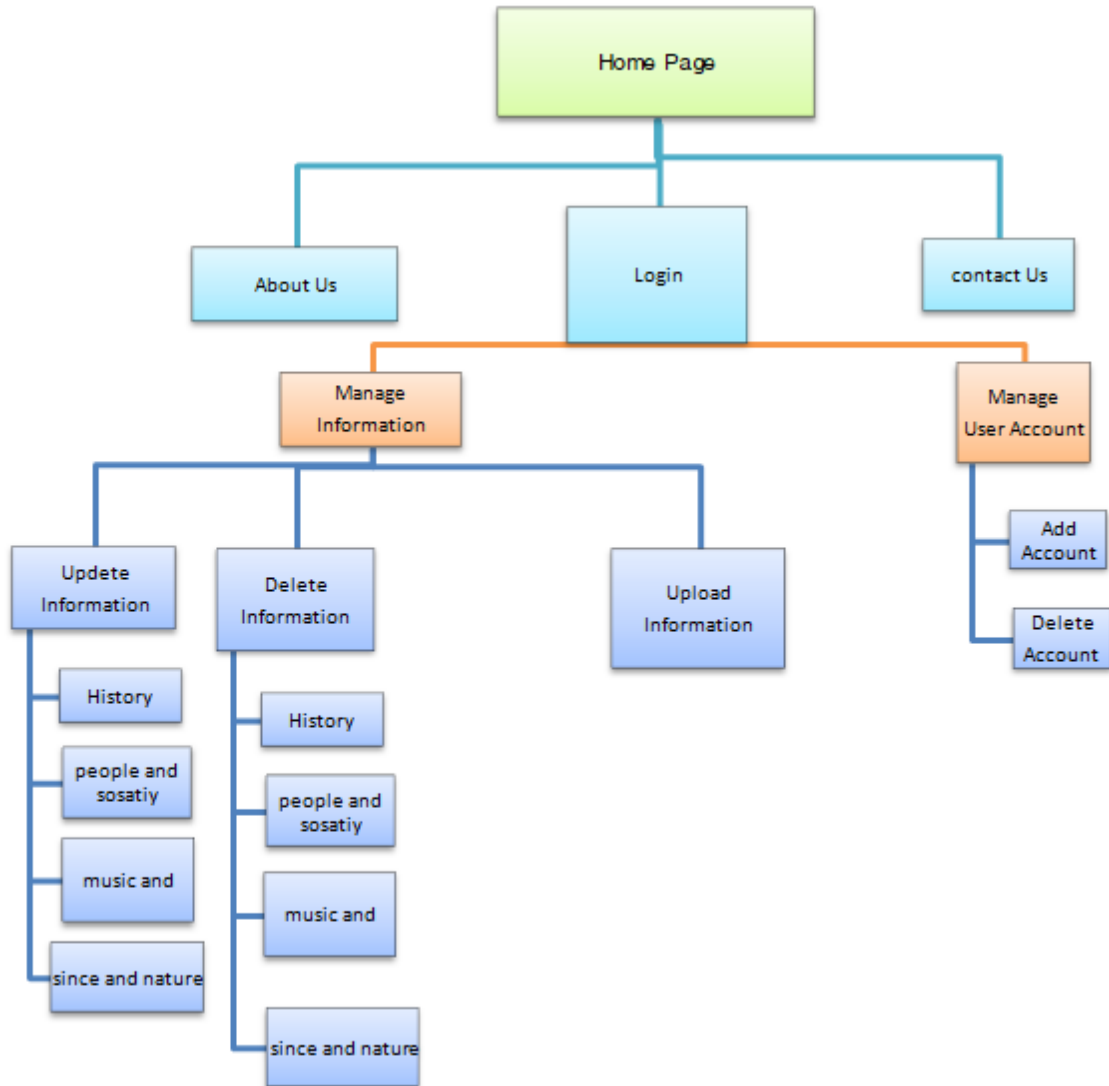 Home Page
About Us
Login
contact Us
Manage
Information
Manage
User Account
Updete
Information
Delete
Information
Upload
Information
Add
Account
Delete
Account
History
people and
sosatiy
music and
since and nature
History
people and
sosatiy
music and
since and nature